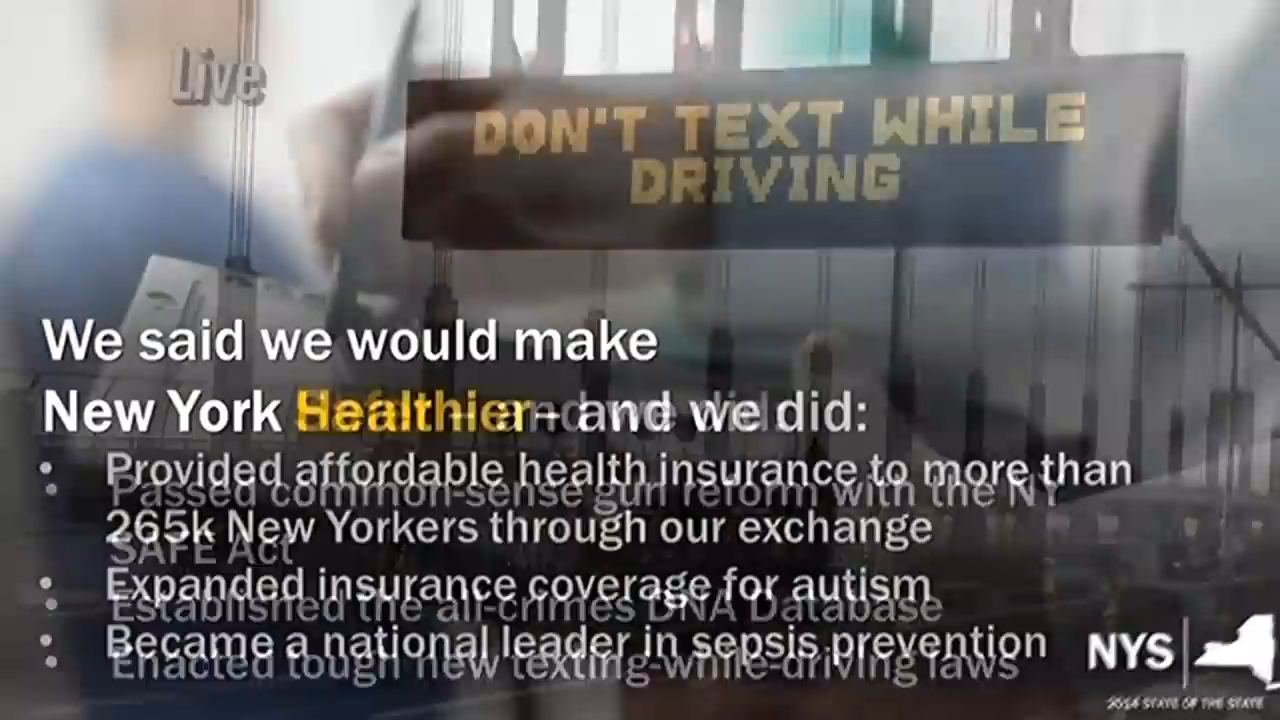 Live
DON'T TEXT WHILE
DRIVING
We said we would make
New York Healthier – and we did:
• Provided affordable health insurance to more than
• Passed common-sense gun reform with the NY
265k New Yorkers through our exchange
SAFE Act
• Expanded insurance coverage for autism
• Established the all-crimes DNA Database
• Became a national leader in sepsis prevention
• Enacted tough new texting-while-driving laws
NYS
2014 STATE OF THE STATE